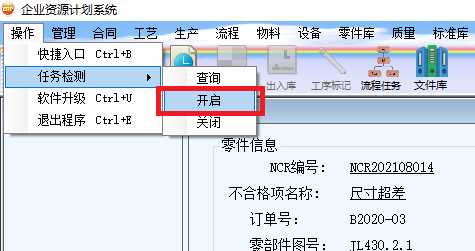 企业资源计划系统
操作 管理 合同 工艺 生产 流程 物料 设备 零件库 质量 标准库
快捷入口 Ctrl+B
任务检测
软件升级 Ctrl+U
退出程序 Ctrl+E
查询
开启
关闭
出入库 工序标记 流程任务 文件库
零件信息
NCR编号: NCR202108014
不合格项名称: 尺寸超差
订单号: B2020-03
零部件图号: JL430.2.1